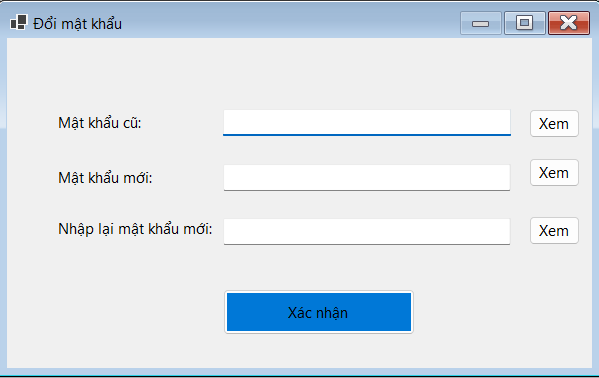 Đổi mật khẩu
Mật khẩu cũ:
Xem
Mật khẩu mới:
Xem
Nhập lại mật khẩu mới:
Xem
Xác nhận